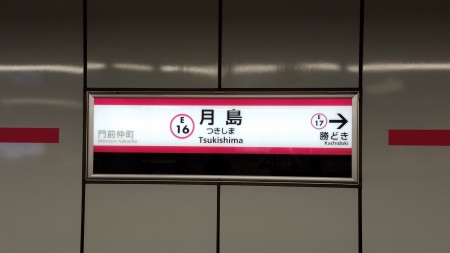 門前仲町
Monzen-nakacho
E
16
月島
つきしま
Tsukishima
E
17
勝どき
Kachidoki